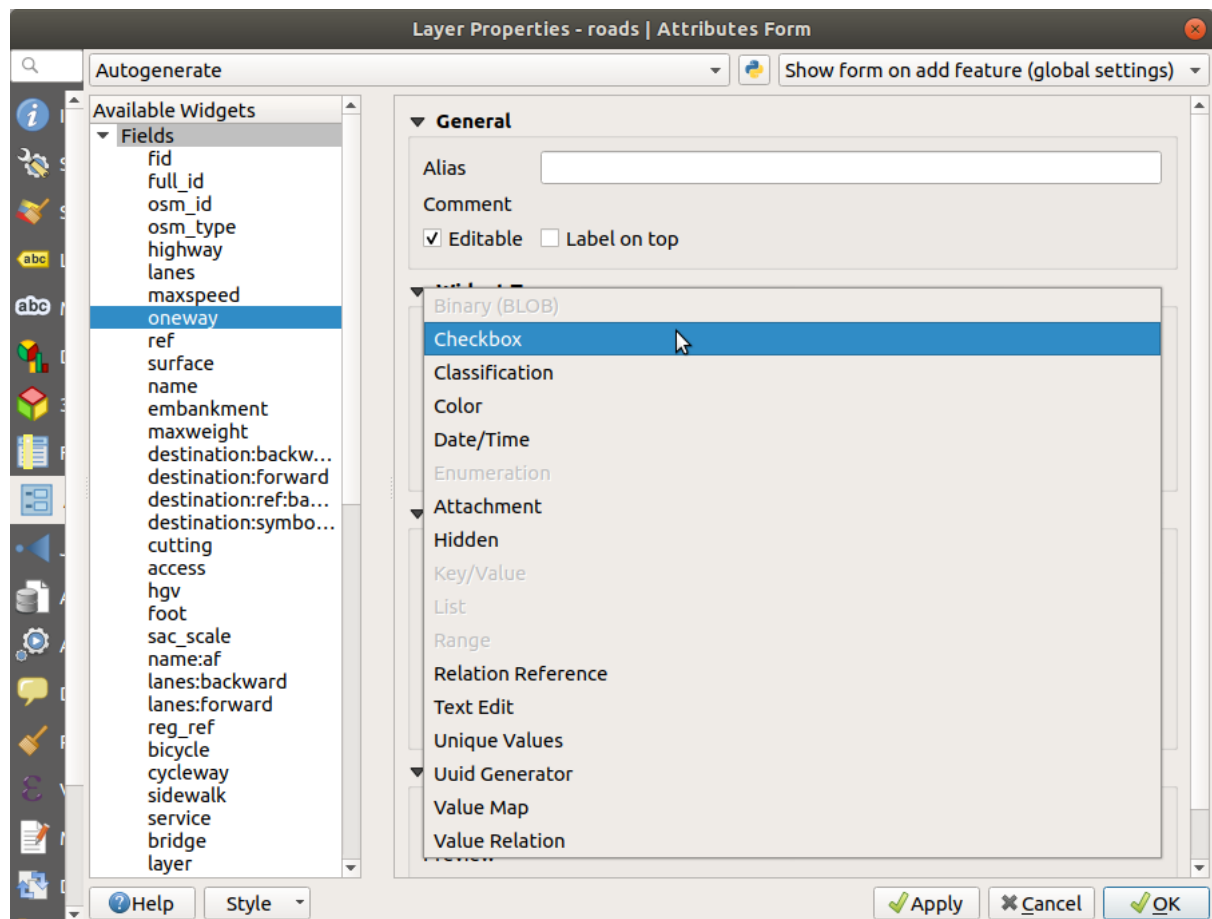 Layer Properties - roads | Attributes Form
Autogenerate
Show form on add feature (global settings)
Available Widgets
Fields
fid
full_id
osm_id
osm_type
highway
lanes
maxspeed
oneway
ref
surface
name
embankment
maxweight
destination:backw...
destination:forward
destination:ref:ba...
destination:symbo...
cutting
access
hgv
foot
sac_scale
name:af
lanes:backward
lanes:forward
reg_ref
bicycle
cycleway
sidewalk
service
bridge
layer
General
Alias
Comment
Editable
Label on top
Binary (BLOB)
Checkbox
Classification
Color
Date/Time
Enumeration
Attachment
Hidden
Key/Value
List
Range
Relation Reference
Text Edit
Unique Values
Uuid Generator
Value Map
Value Relation
abc
abc
Help
Style
Apply
Cancel
OK